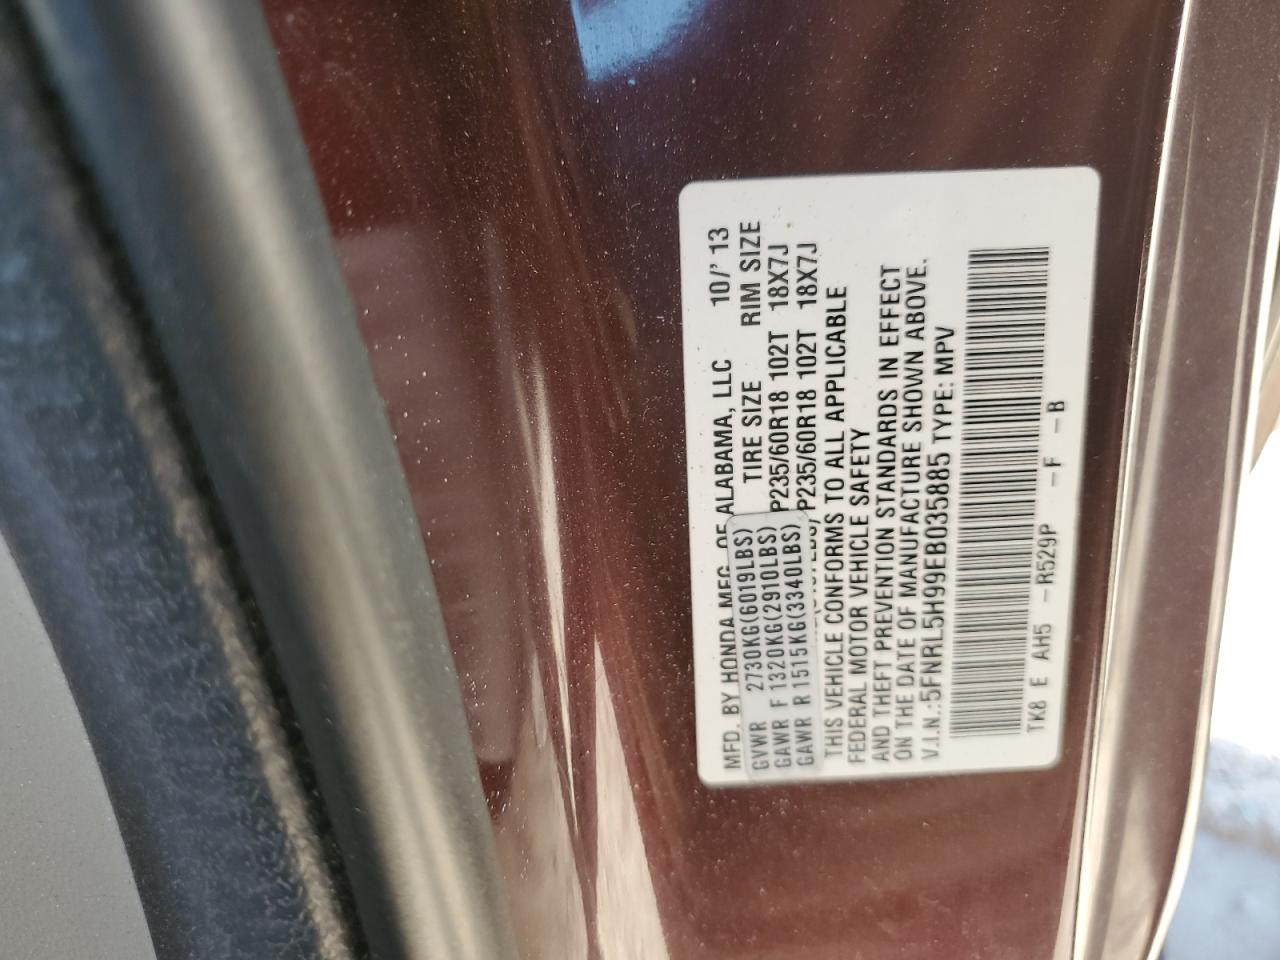 MFD. BY HONDA MFG. OF ALABAMA, LLC 10/' 13
TIRE SIZE RIM SIZE
GVWR 2730KG(6019LBS)
GAWR F 1320KG(2910LBS) P235/60R18 102T 18X7J
GAWR R 1515KG(3340LBS) P235/60R18 102T 18X7J
THIS VEHICLE CONFORMS TO ALL APPLICABLE
FEDERAL MOTOR VEHICLE SAFETY
AND THEFT PREVENTION STANDARDS IN EFFECT
ON THE DATE OF MANUFACTURE SHOWN ABOVE.
V.I.N.:5FNRL5H99EB035885 TYPE: MPV
TK8 E AH5 -R529P -F -B